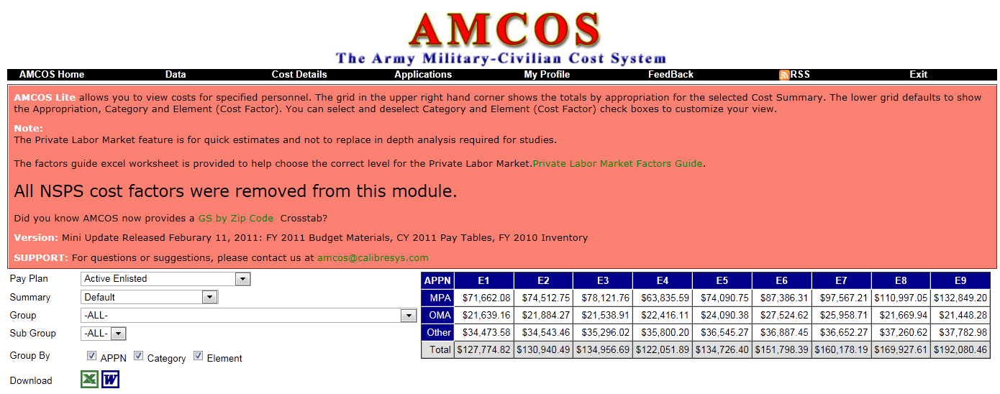 AMCOS
The Army Military-Civilian Cost System
AMCOS Home Data Cost Details Applications My Profile FeedBack RSS Exit
AMCOS Lite allows you to view costs for specified personnel. The grid in the upper right hand corner shows the totals by appropriation for the selected Cost Summary. The lower grid defaults to show
the Appropriation, Category and Element (Cost Factor). You can select and deselect Category and Element (Cost Factor) check boxes to customize your view.
Note:
The Private Labor Market feature is for quick estimates and not to replace in depth analysis required for studies.
The factors guide excel worksheet is provided to help choose the correct level for the Private Labor Market.Private Labor Market Factors Guide.
All NSPS cost factors were removed from this module.
Did you know AMCOS now provides a GS by Zip Code Crosstab?
Version: Mini Update Released Feburary 11, 2011: FY 2011 Budget Materials, CY 2011 Pay Tables, FY 2010 Inventory
SUPPORT: For questions or suggestions, please contact us at amcos@calibresys.com
Pay Plan Active Enlisted
Summary Default
Group -ALL-
Sub Group -ALL-
Group By APPN Category Element
Download
APPN E1 E2 E3 E4 E5 E6 E7 E8 E9
MPA $71,662.08 $74,512.75 $78,121.76 $63,835.59 $74,090.75 $87,386.31 $97,567.21 $110,997.05 $132,849.20
OMA $21,639.16 $21,884.27 $21,538.91 $22,416.11 $24,090.38 $27,524.62 $25,958.71 $21,669.94 $21,448.28
Other $34,473.58 $34,543.46 $35,296.02 $35,800.20 $36,545.27 $36,887.45 $36,652.27 $37,260.62 $37,782.98
Total $127,774.82 $130,940.49 $134,956.69 $122,051.89 $134,726.40 $151,798.39 $160,178.19 $169,927.61 $192,080.46